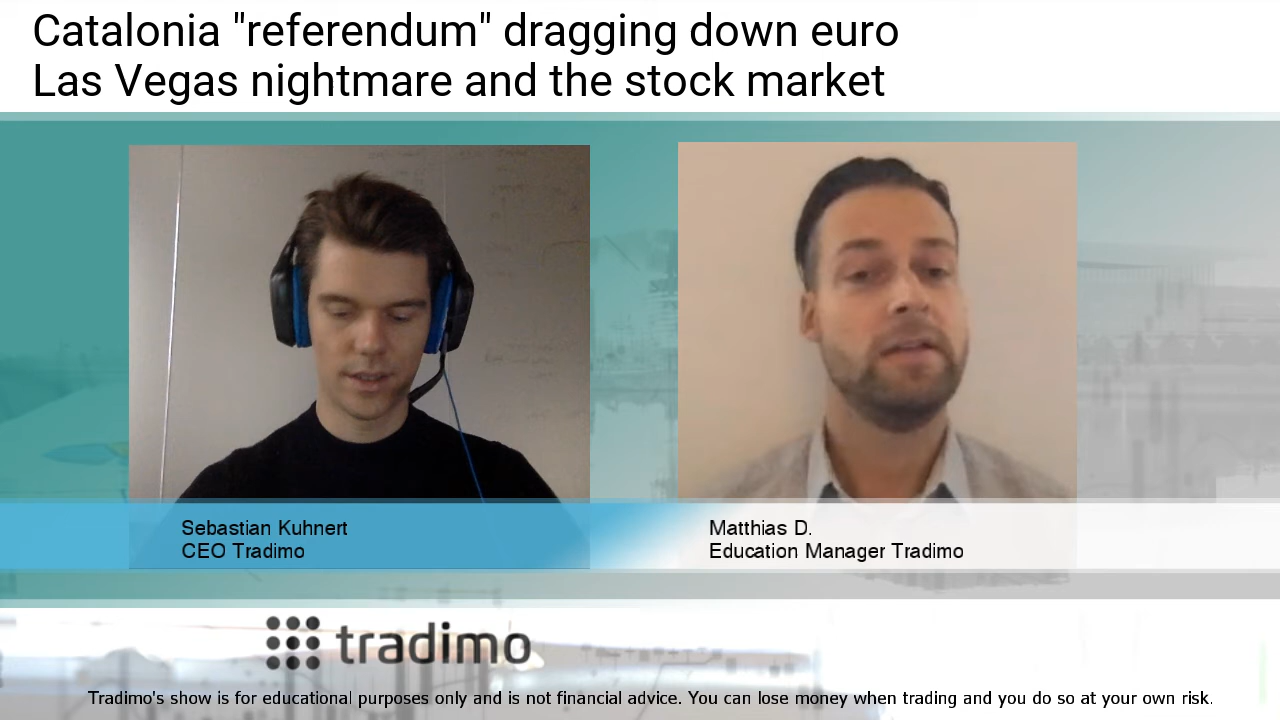 Catalonia "referendum" dragging down euro
Las Vegas nightmare and the stock market
Sebastian Kuhnert
CEO Tradimo
Matthias D.
Education Manager Tradimo
tradimo
Tradimo's show is for educational purposes only and is not financial advice. You can lose money when trading and you do so at your own risk.